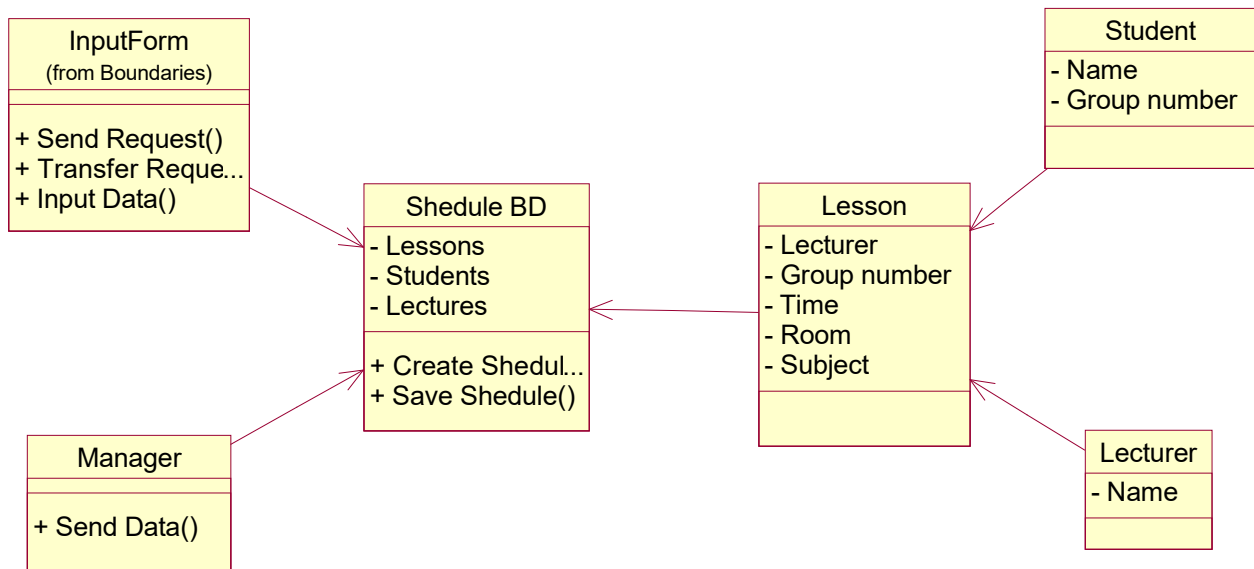 InputForm
(from Boundaries)
+ Send Request()
+ Transfer Reque...
+ Input Data()
Shedule BD
- Lessons
- Students
- Lectures
+ Create Shedul...
+ Save Shedule()
Manager
+ Send Data()
Lesson
- Lecturer
- Group number
- Time
- Room
- Subject
Student
- Name
- Group number
Lecturer
- Name